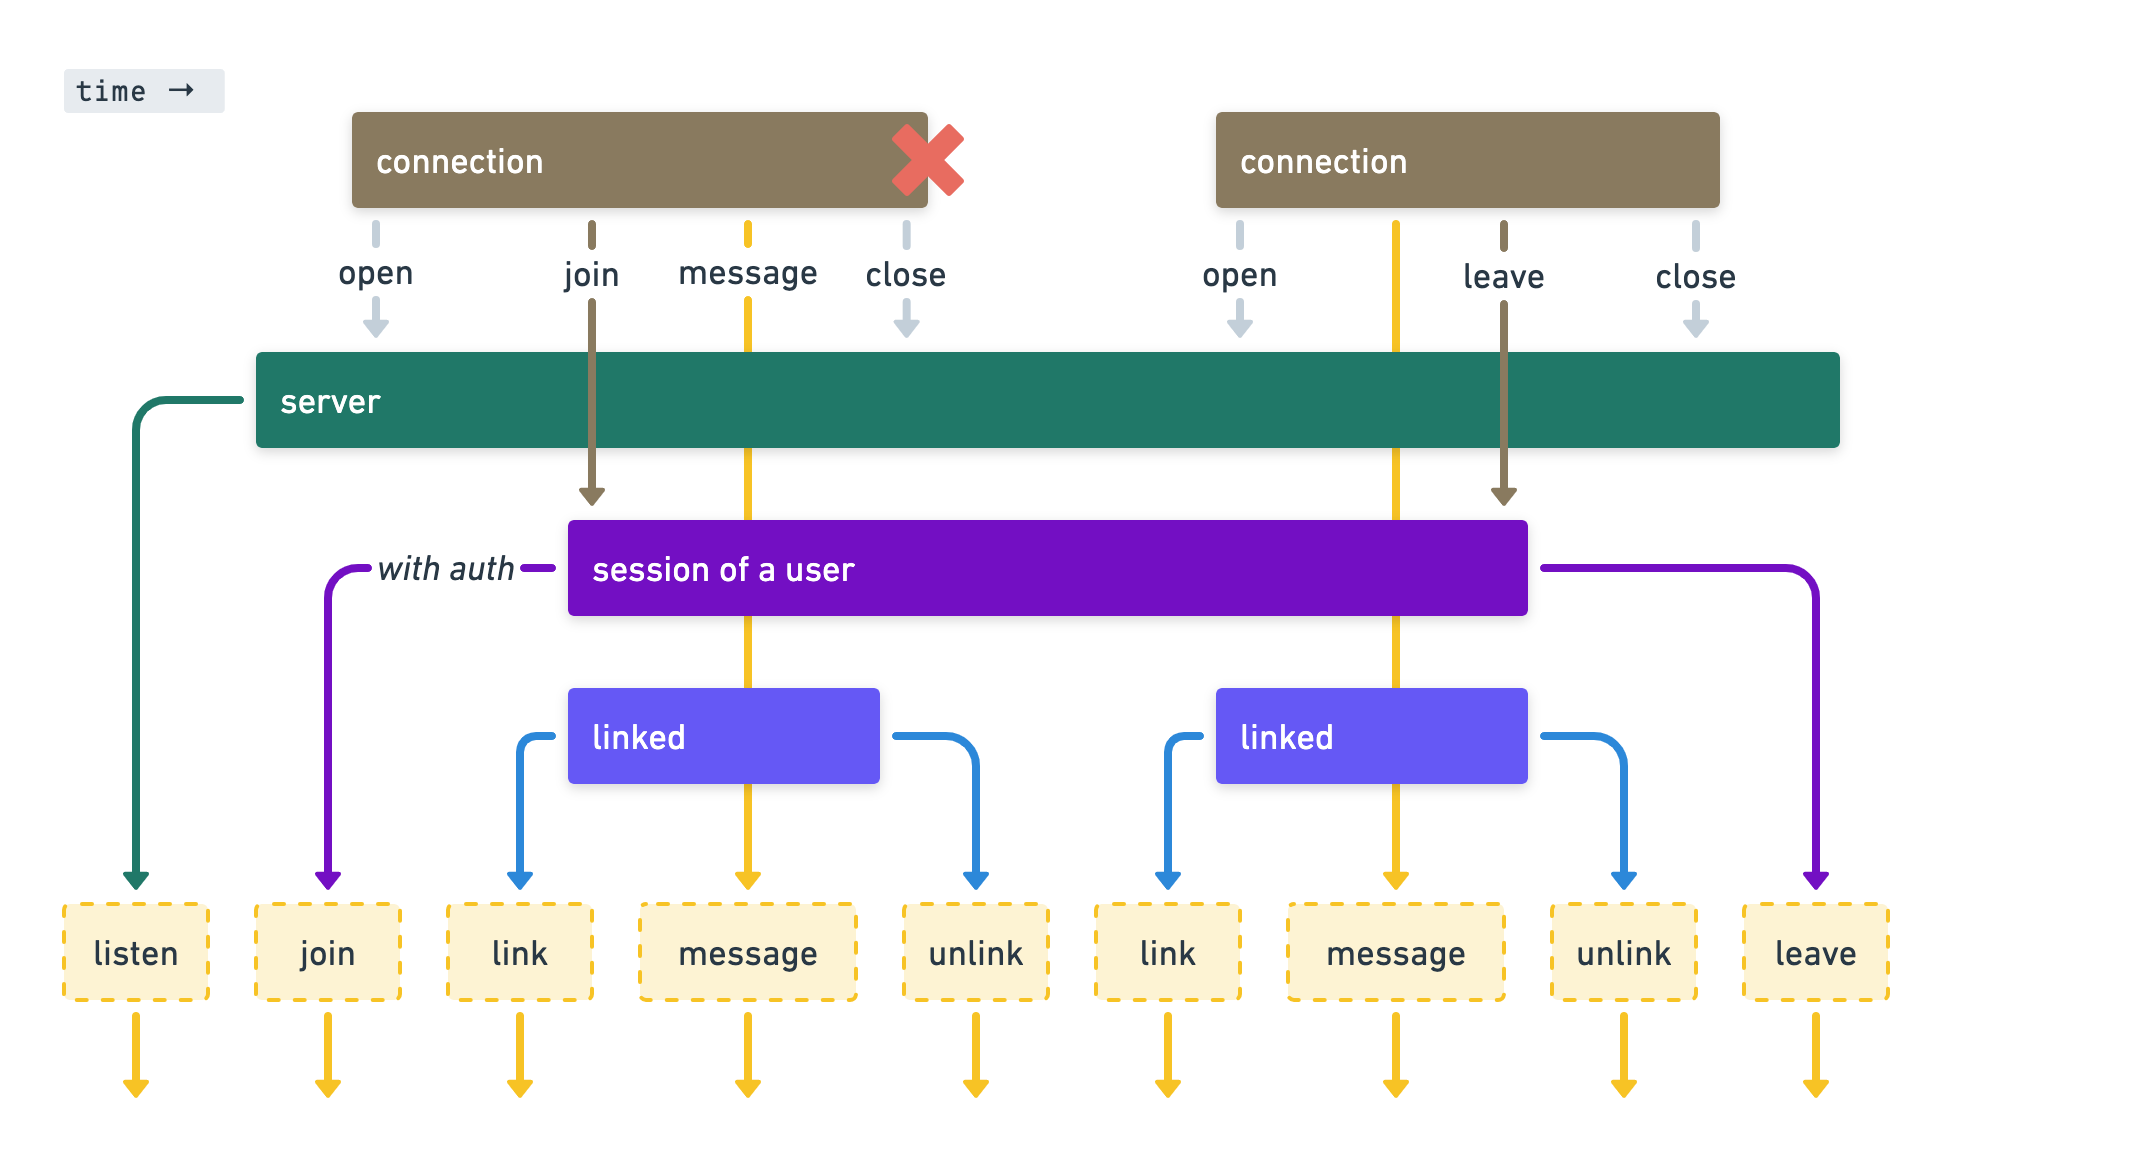 time →
connection
connection
open
join
message
close
open
leave
close
server
with auth
session of a user
linked
linked
listen
join
link
message
unlink
link
message
unlink
leave